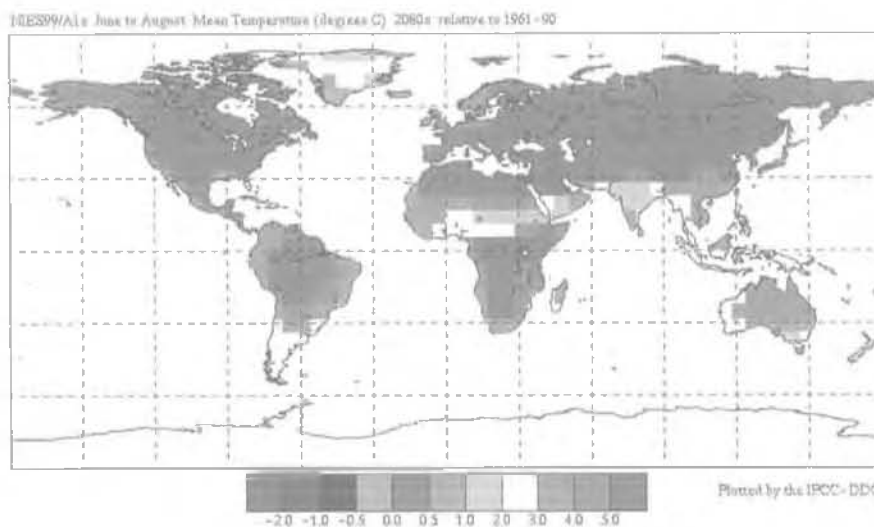 NIES99/A1s June to August Mean Temperature (degrees C) 2080s relative to 1961-90
-2.0 -1.0 -0.5 0.0 0.5 1.0 2.0 3.0 4.0 5.0
Plotted by the IPCC-DDC